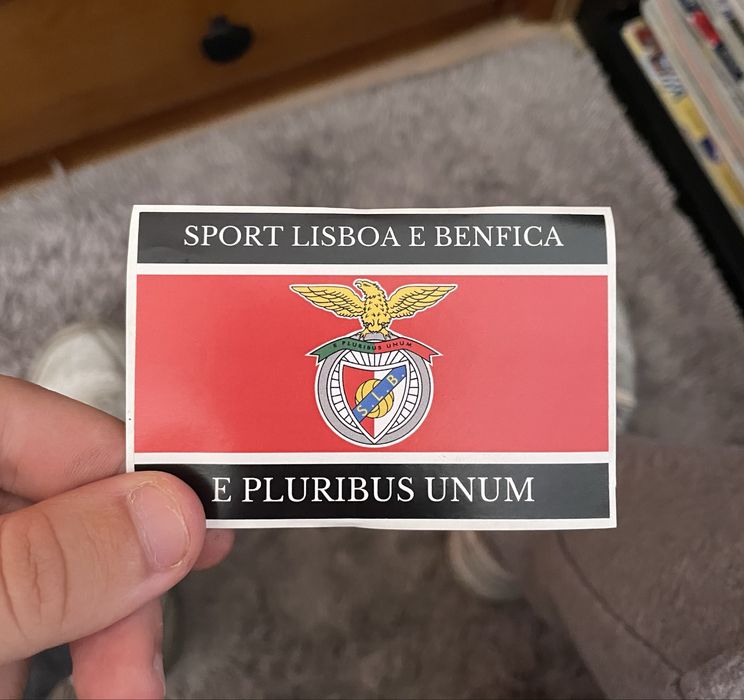 SPORT LISBOA E BENFICA
E PLURIBUS UNUM
S.L.B.
E PLURIBUS UNUM